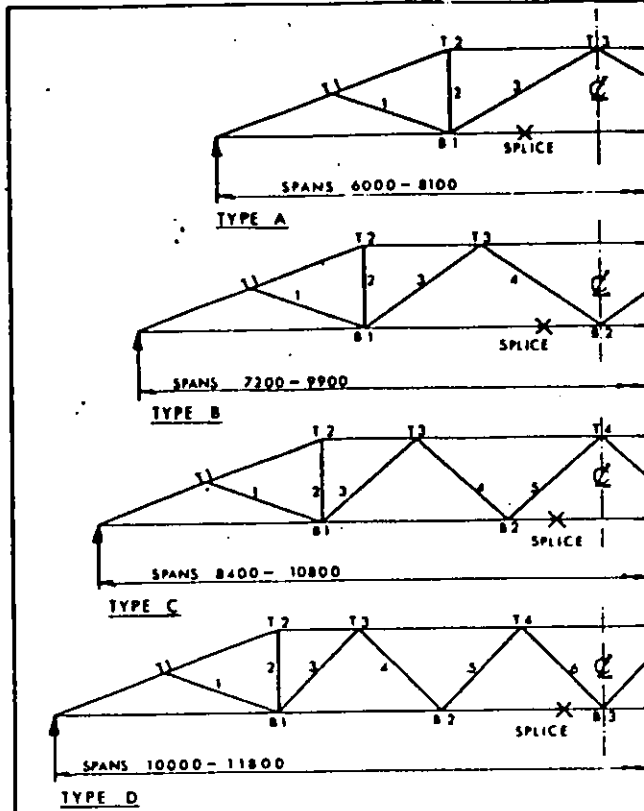 T2 T3
T1 1 2 3 ℄
B1 SPLICE
SPANS 6000-8100
TYPE A
T2 T3
T1 1 2 3 4 ℄
B1 SPLICE B2
SPANS 7200-9900
TYPE B
T2 T3 T4
T1 1 2 3 4 5 ℄
B1 B2 SPLICE
SPANS 8400-10800
TYPE C
T2 T3 T4
T1 1 2 3 4 5 6 ℄
B1 B2 SPLICE B3
SPANS 10000-11800
TYPE D